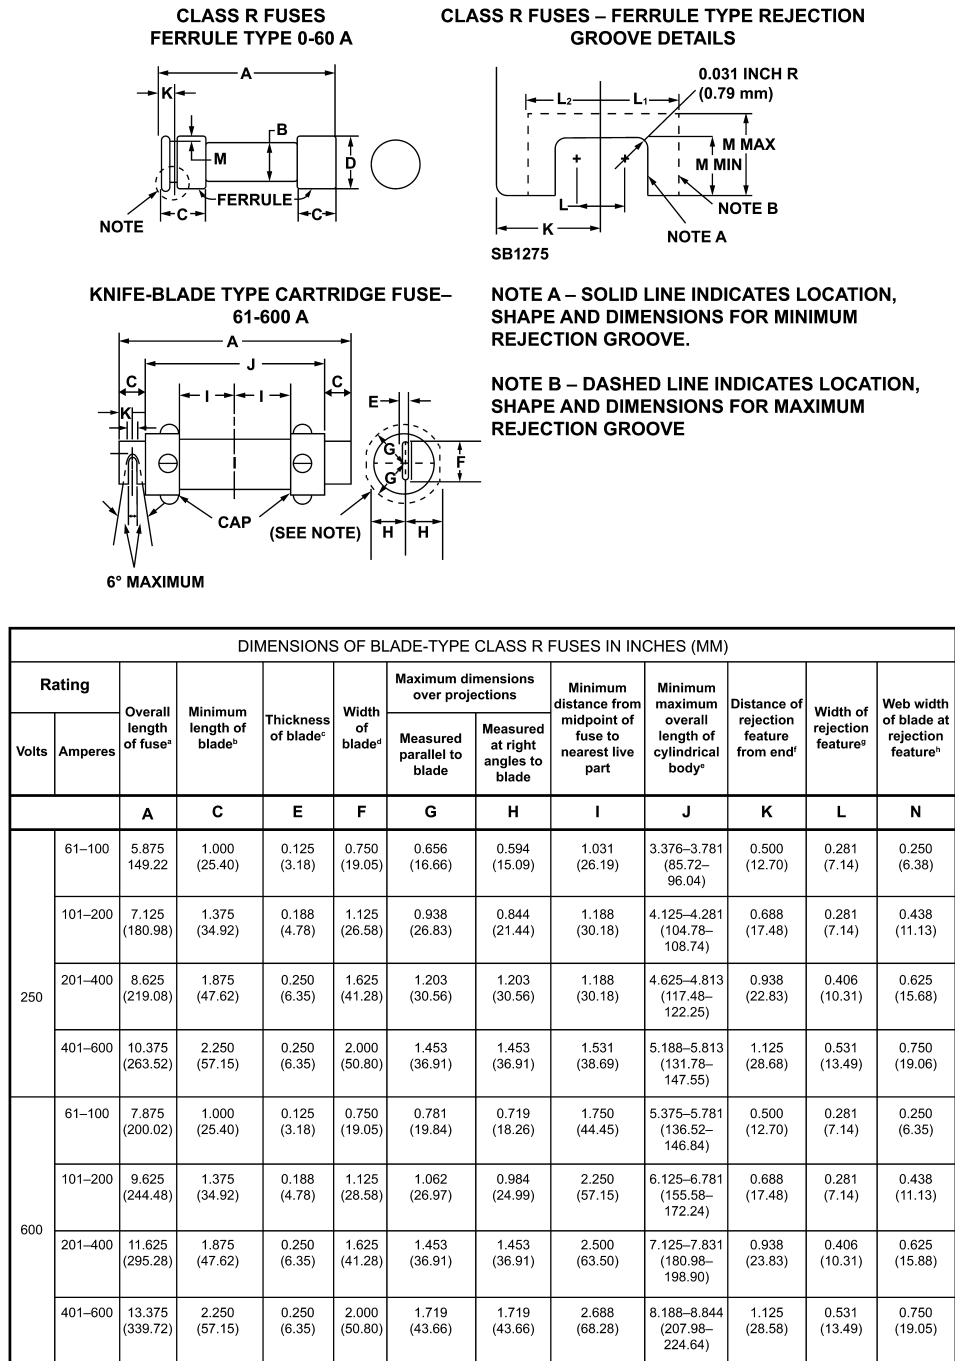 CLASS R FUSES
FERRULE TYPE 0-60 A
A
K
B
M
D
FERRULE
C
C
NOTE
CLASS R FUSES – FERRULE TYPE REJECTION
GROOVE DETAILS
0.031 INCH R
(0.79 mm)
L2
L1
M MAX
M MIN
L
NOTE B
K
NOTE A
SB1275
KNIFE-BLADE TYPE CARTRIDGE FUSE–
61-600 A
A
J
C
C
I
I
K
E
G
G
F
I
CAP
(SEE NOTE)
H
H
6° MAXIMUM
NOTE A – SOLID LINE INDICATES LOCATION,
SHAPE AND DIMENSIONS FOR MINIMUM
REJECTION GROOVE.
NOTE B – DASHED LINE INDICATES LOCATION,
SHAPE AND DIMENSIONS FOR MAXIMUM
REJECTION GROOVE
DIMENSIONS OF BLADE-TYPE CLASS R FUSES IN INCHES (MM)
Rating
Volts
Amperes
Overall
length
of fuseᵃ
Minimum
length of
bladeᵇ
Thickness
of bladeᶜ
Width
of
bladeᵈ
Maximum dimensions
over projections
Measured
parallel to
blade
Measured
at right
angles to
blade
Minimum
distance from
midpoint of
fuse to
nearest live
part
Minimum
maximum
overall
length of
cylindrical
bodyᵉ
Distance of
rejection
feature
from endᶠ
Width of
rejection
featureᵍ
Web width
of blade at
rejection
featureʰ
A C E F G H I J K L N
250
61–100 5.875 1.000 0.125 0.750 0.656 0.594 1.031 3.376–3.781 0.500 0.281 0.250
149.22 (25.40) (3.18) (19.05) (16.66) (15.09) (26.19) (85.72– (12.70) (7.14) (6.38)
96.04)
101–200 7.125 1.375 0.188 1.125 0.938 0.844 1.188 4.125–4.281 0.688 0.281 0.438
(180.98) (34.92) (4.78) (26.58) (26.83) (21.44) (30.18) (104.78– (17.48) (7.14) (11.13)
108.74)
201–400 8.625 1.875 0.250 1.625 1.203 1.203 1.188 4.625–4.813 0.938 0.406 0.625
(219.08) (47.62) (6.35) (41.28) (30.56) (30.56) (30.18) (117.48– (22.83) (10.31) (15.68)
122.25)
401–600 10.375 2.250 0.250 2.000 1.453 1.453 1.531 5.188–5.813 1.125 0.531 0.750
(263.52) (57.15) (6.35) (50.80) (36.91) (36.91) (38.69) (131.78– (28.68) (13.49) (19.06)
147.55)
600
61–100 7.875 1.000 0.125 0.750 0.781 0.719 1.750 5.375–5.781 0.500 0.281 0.250
(200.02) (25.40) (3.18) (19.05) (19.84) (18.26) (44.45) (136.52– (12.70) (7.14) (6.35)
146.84)
101–200 9.625 1.375 0.188 1.125 1.062 0.984 2.250 6.125–6.781 0.688 0.281 0.438
(244.48) (34.92) (4.78) (28.58) (26.97) (24.99) (57.15) (155.58– (17.48) (7.14) (11.13)
172.24)
201–400 11.625 1.875 0.250 1.625 1.453 1.453 2.500 7.125–7.831 0.938 0.406 0.625
(295.28) (47.62) (6.35) (41.28) (36.91) (36.91) (63.50) (180.98– (23.83) (10.31) (15.88)
198.90)
401–600 13.375 2.250 0.250 2.000 1.719 1.719 2.688 8.188–8.844 1.125 0.531 0.750
(339.72) (57.15) (6.35) (50.80) (43.66) (43.66) (68.28) (207.98– (28.58) (13.49) (19.05)
224.64)